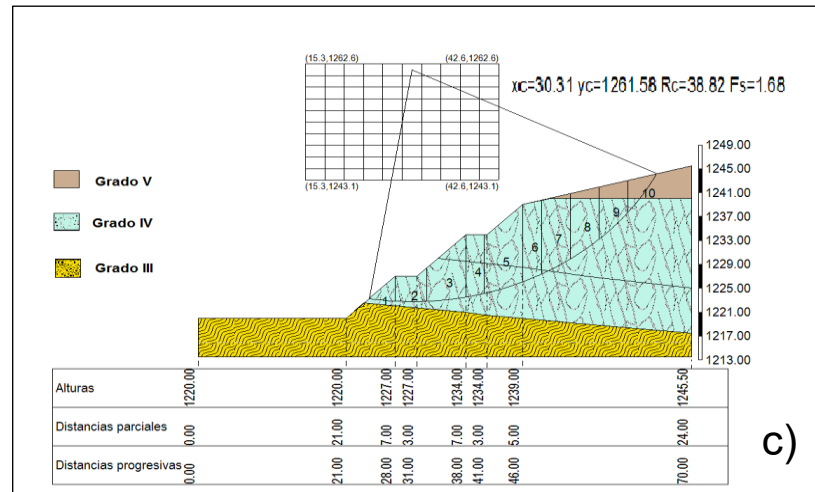 (15.3,1262.6) (42.6,1262.6)
xc=30.31 yc=1261.58 Rc=38.82 Fs=1.68
(15.3,1243.1) (42.6,1243.1)
Grado V
Grado IV
Grado III
1 2 3 4 5 6 7 8 9 10
1249.00
1245.00
1241.00
1237.00
1233.00
1229.00
1225.00
1221.00
1217.00
1213.00
Alturas 1220.00 1220.00 1227.00 1227.00 1234.00 1234.00 1239.00 1245.50
Distancias parciales 0.00 21.00 7.00 3.00 7.00 3.00 5.00 24.00
Distancias progresivas 0.00 21.00 28.00 31.00 38.00 41.00 46.00 70.00
c)